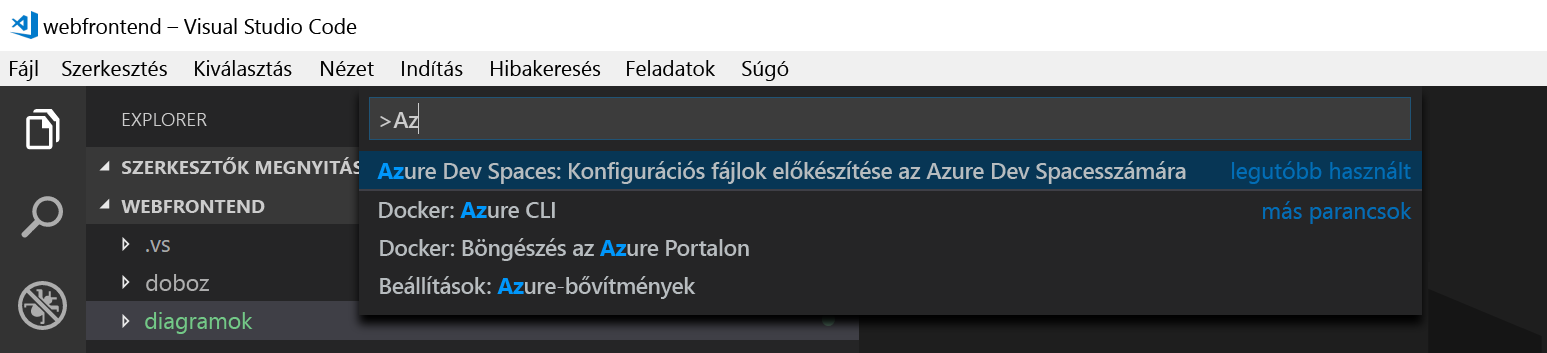 webfrontend – Visual Studio Code
Fájl Szerkesztés Kiválasztás Nézet Indítás Hibakeresés Feladatok Súgó
EXPLORER
>Az
SZERKESZTŐK MEGNYITÁS
Azure Dev Spaces: Konfigurációs fájlok előkészítése az Azure Dev Spacesszámára legutóbb használt
WEBFRONTEND
Docker: Azure CLI más parancsok
.vs
Docker: Böngészés az Azure Portalon
doboz
Beállítások: Azure-bővítmények
diagramok